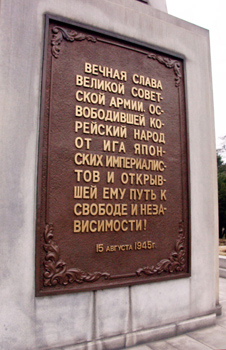 ВЕЧНАЯ СЛАВА
ВЕЛИКОЙ СОВЕТ-
СКОЙ АРМИИ, ОС-
ВОБОДИВШЕЙ КО-
РЕЙСКИЙ НАРОД
ОТ ИГА ЯПОН-
СКИХ ИМПЕРИАЛИС-
ТОВ И ОТКРЫВ-
ШЕЙ ЕМУ ПУТЬ К
СВОБОДЕ И НЕЗА-
ВИСИМОСТИ!
15 АВГУСТА 1945 г.